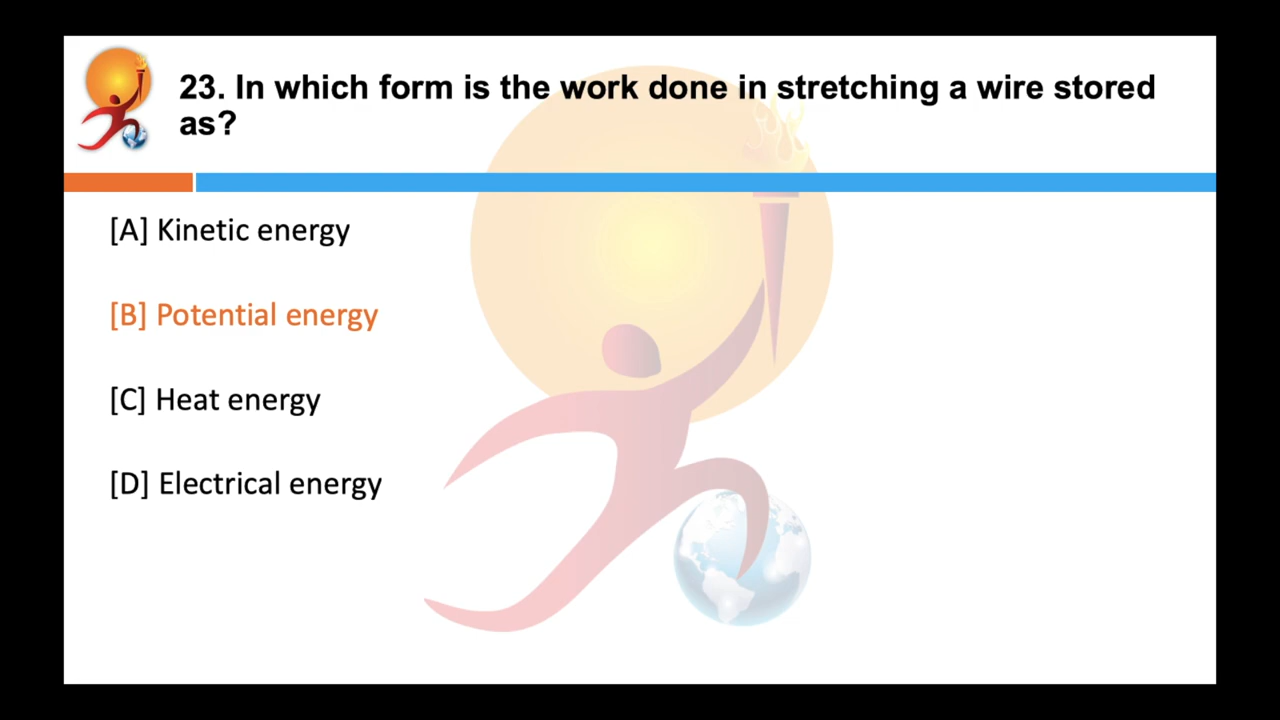 23. In which form is the work done in stretching a wire stored
as?
[A] Kinetic energy
[B] Potential energy
[C] Heat energy
[D] Electrical energy